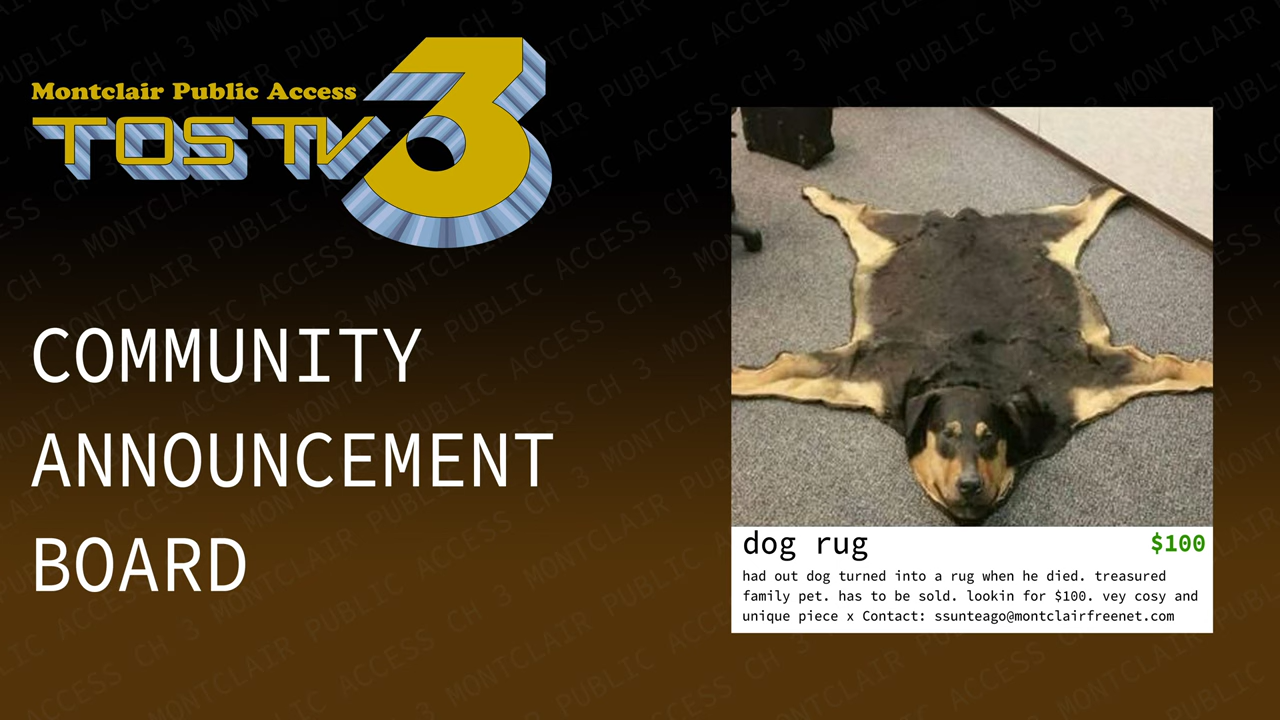 Montclair Public Access
TOS TV 3
COMMUNITY
ANNOUNCEMENT
BOARD
dog rug
$100
had out dog turned into a rug when he died. treasured
family pet. has to be sold. lookin for $100. vey cosy and
unique piece x Contact: ssunteago@montclairfreenet.com
MONTCLAIR PUBLIC ACCESS CH 3